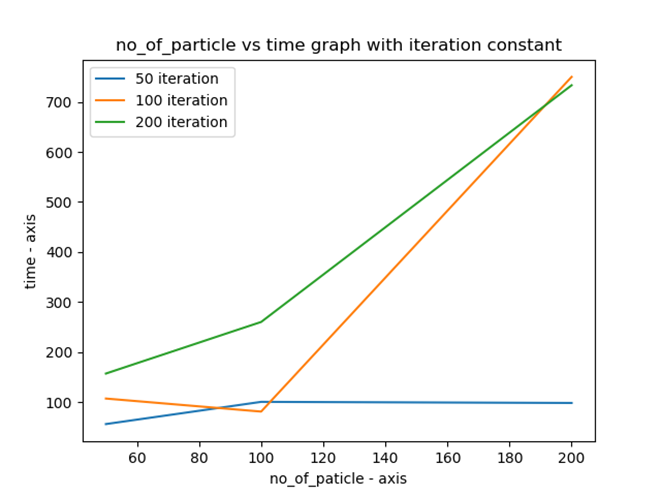 no_of_particle vs time graph with iteration constant
50 iteration
100 iteration
200 iteration
700
600
500
400
300
200
100
time - axis
60 80 100 120 140 160 180 200
no_of_paticle - axis